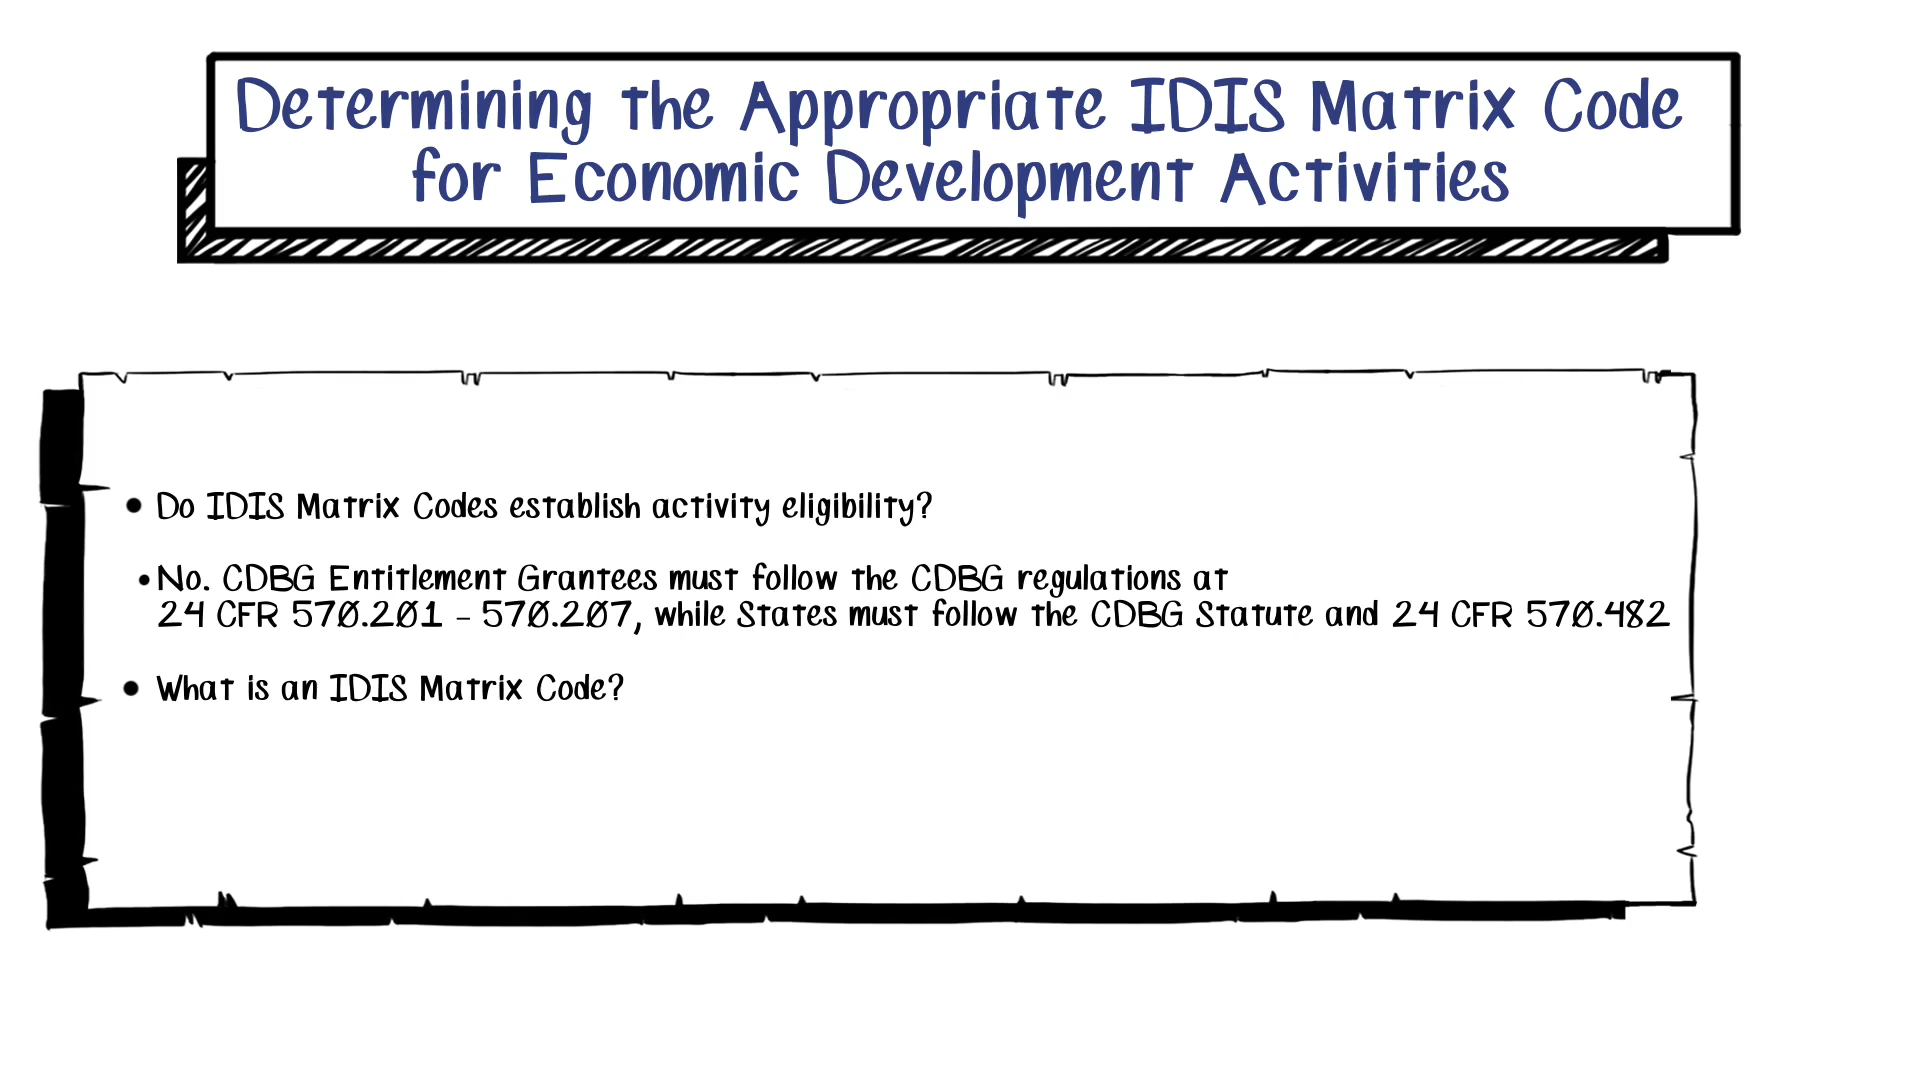 Determining the Appropriate IDIS Matrix Code
for Economic Development Activities
• Do IDIS Matrix Codes establish activity eligibility?
• No. CDBG Entitlement Grantees must follow the CDBG regulations at
24 CFR 570.201 – 570.207, while States must follow the CDBG Statute and 24 CFR 570.482
• What is an IDIS Matrix Code?